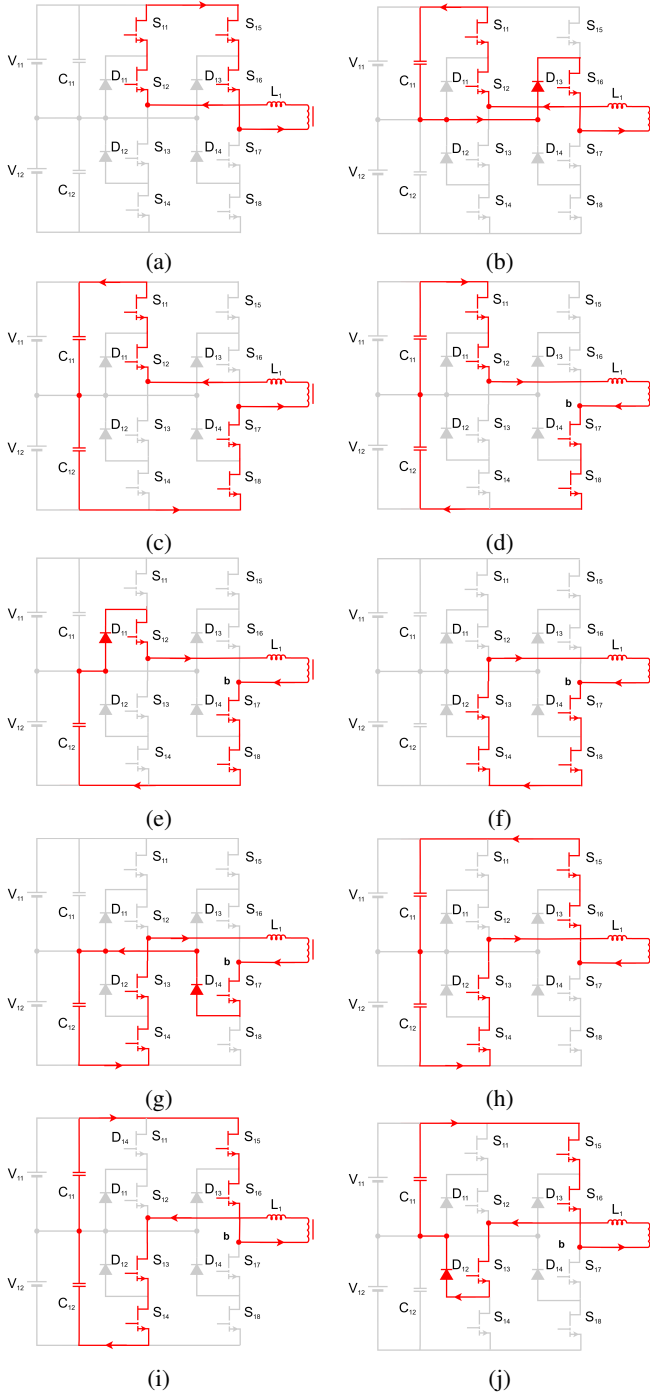 S11 S15
V11 C11 D11 S12 D13 S16 L1
V12 C12 D12 S13 D14 S17
S14 S18
(a)
S11 S15
V11 C11 D11 S12 D13 S16 L1
V12 C12 D12 S13 D14 S17
S14 S18
(b)
S11 S15
V11 C11 D11 S12 D13 S16 L1
V12 C12 D12 S13 D14 S17
S14 S18
(c)
S11 S15
V11 C11 D11 S12 D13 S16 L1
b
V12 C12 D12 S13 D14 S17
S14 S18
(d)
S11 S15
V11 C11 D11 S12 D13 S16 L1
b
V12 C12 D12 S13 D14 S17
S14 S18
(e)
S11 S15
V11 C11 D11 S12 D13 S16 L1
b
V12 C12 D12 S13 D14 S17
S14 S18
(f)
S11 S15
V11 C11 D11 S12 D13 S16 L1
b
V12 C12 D12 S13 D14 S17
S14 S18
(g)
S11 S15
V11 C11 D11 S12 D13 S16 L1
V12 C12 D12 S13 D14 S17
S14 S18
(h)
D14 S11 S15
V11 C11 D11 S12 D13 S16 L1
b
V12 C12 D12 S13 D14 S17
S14 S18
(i)
S11 S15
V11 C11 D11 S12 D13 S16 L1
b
V12 C12 D12 S13 D14 S17
S14 S18
(j)